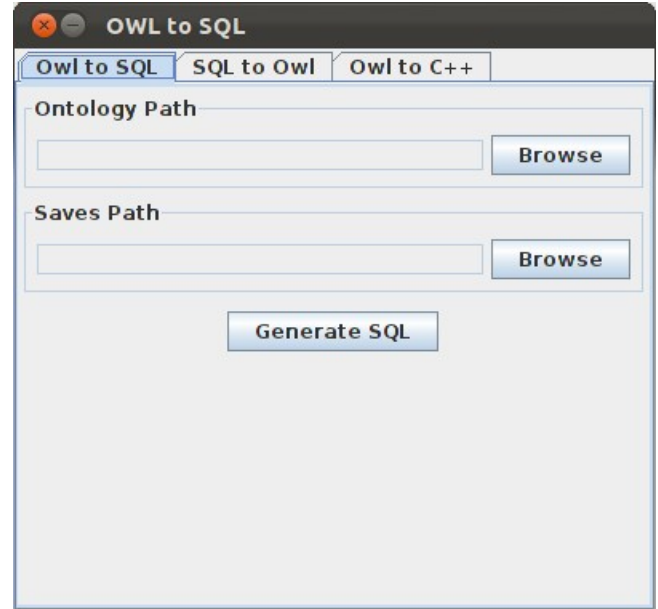 OWL to SQL
Owl to SQL SQL to Owl Owl to C++
Ontology Path
Browse
Saves Path
Browse
Generate SQL